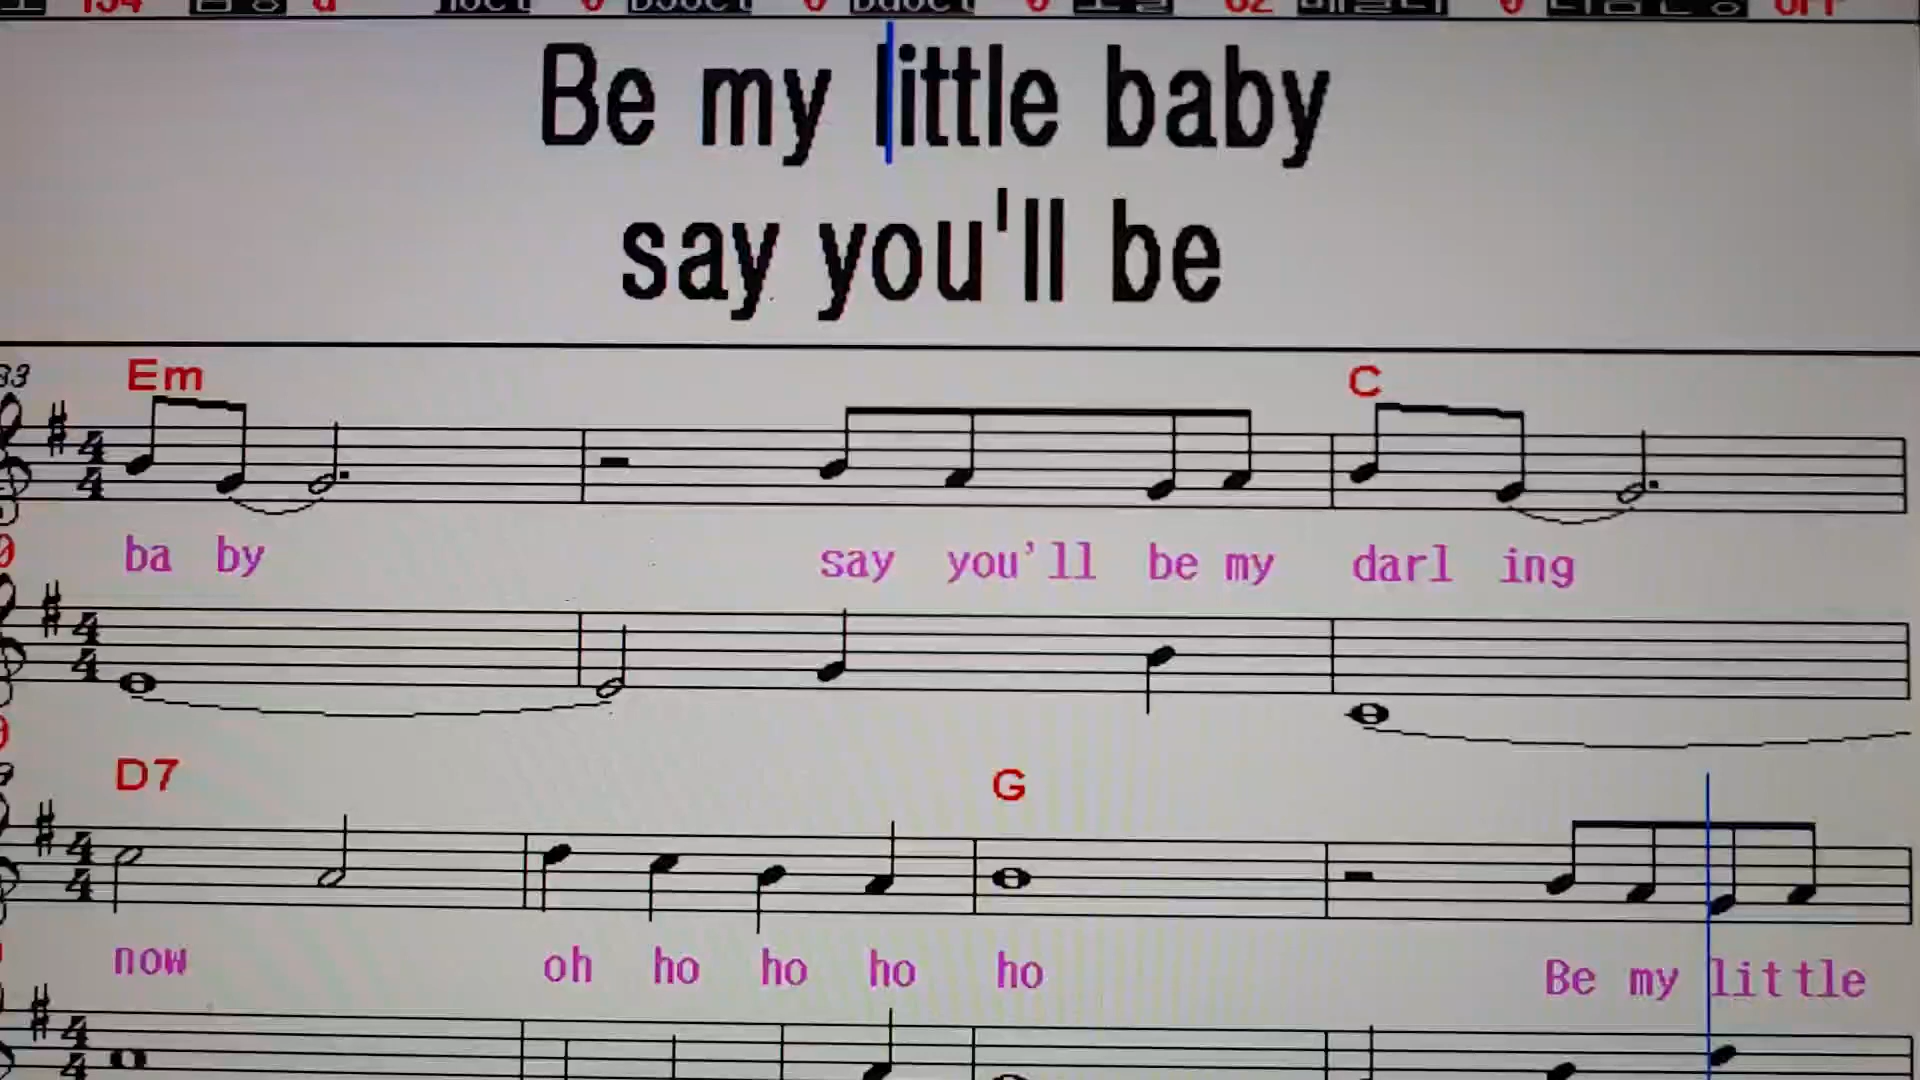 Be my little baby
say you'll be
33 Em C
ba by say you'll be my darl ing
D7 G
now oh ho ho ho ho Be my little